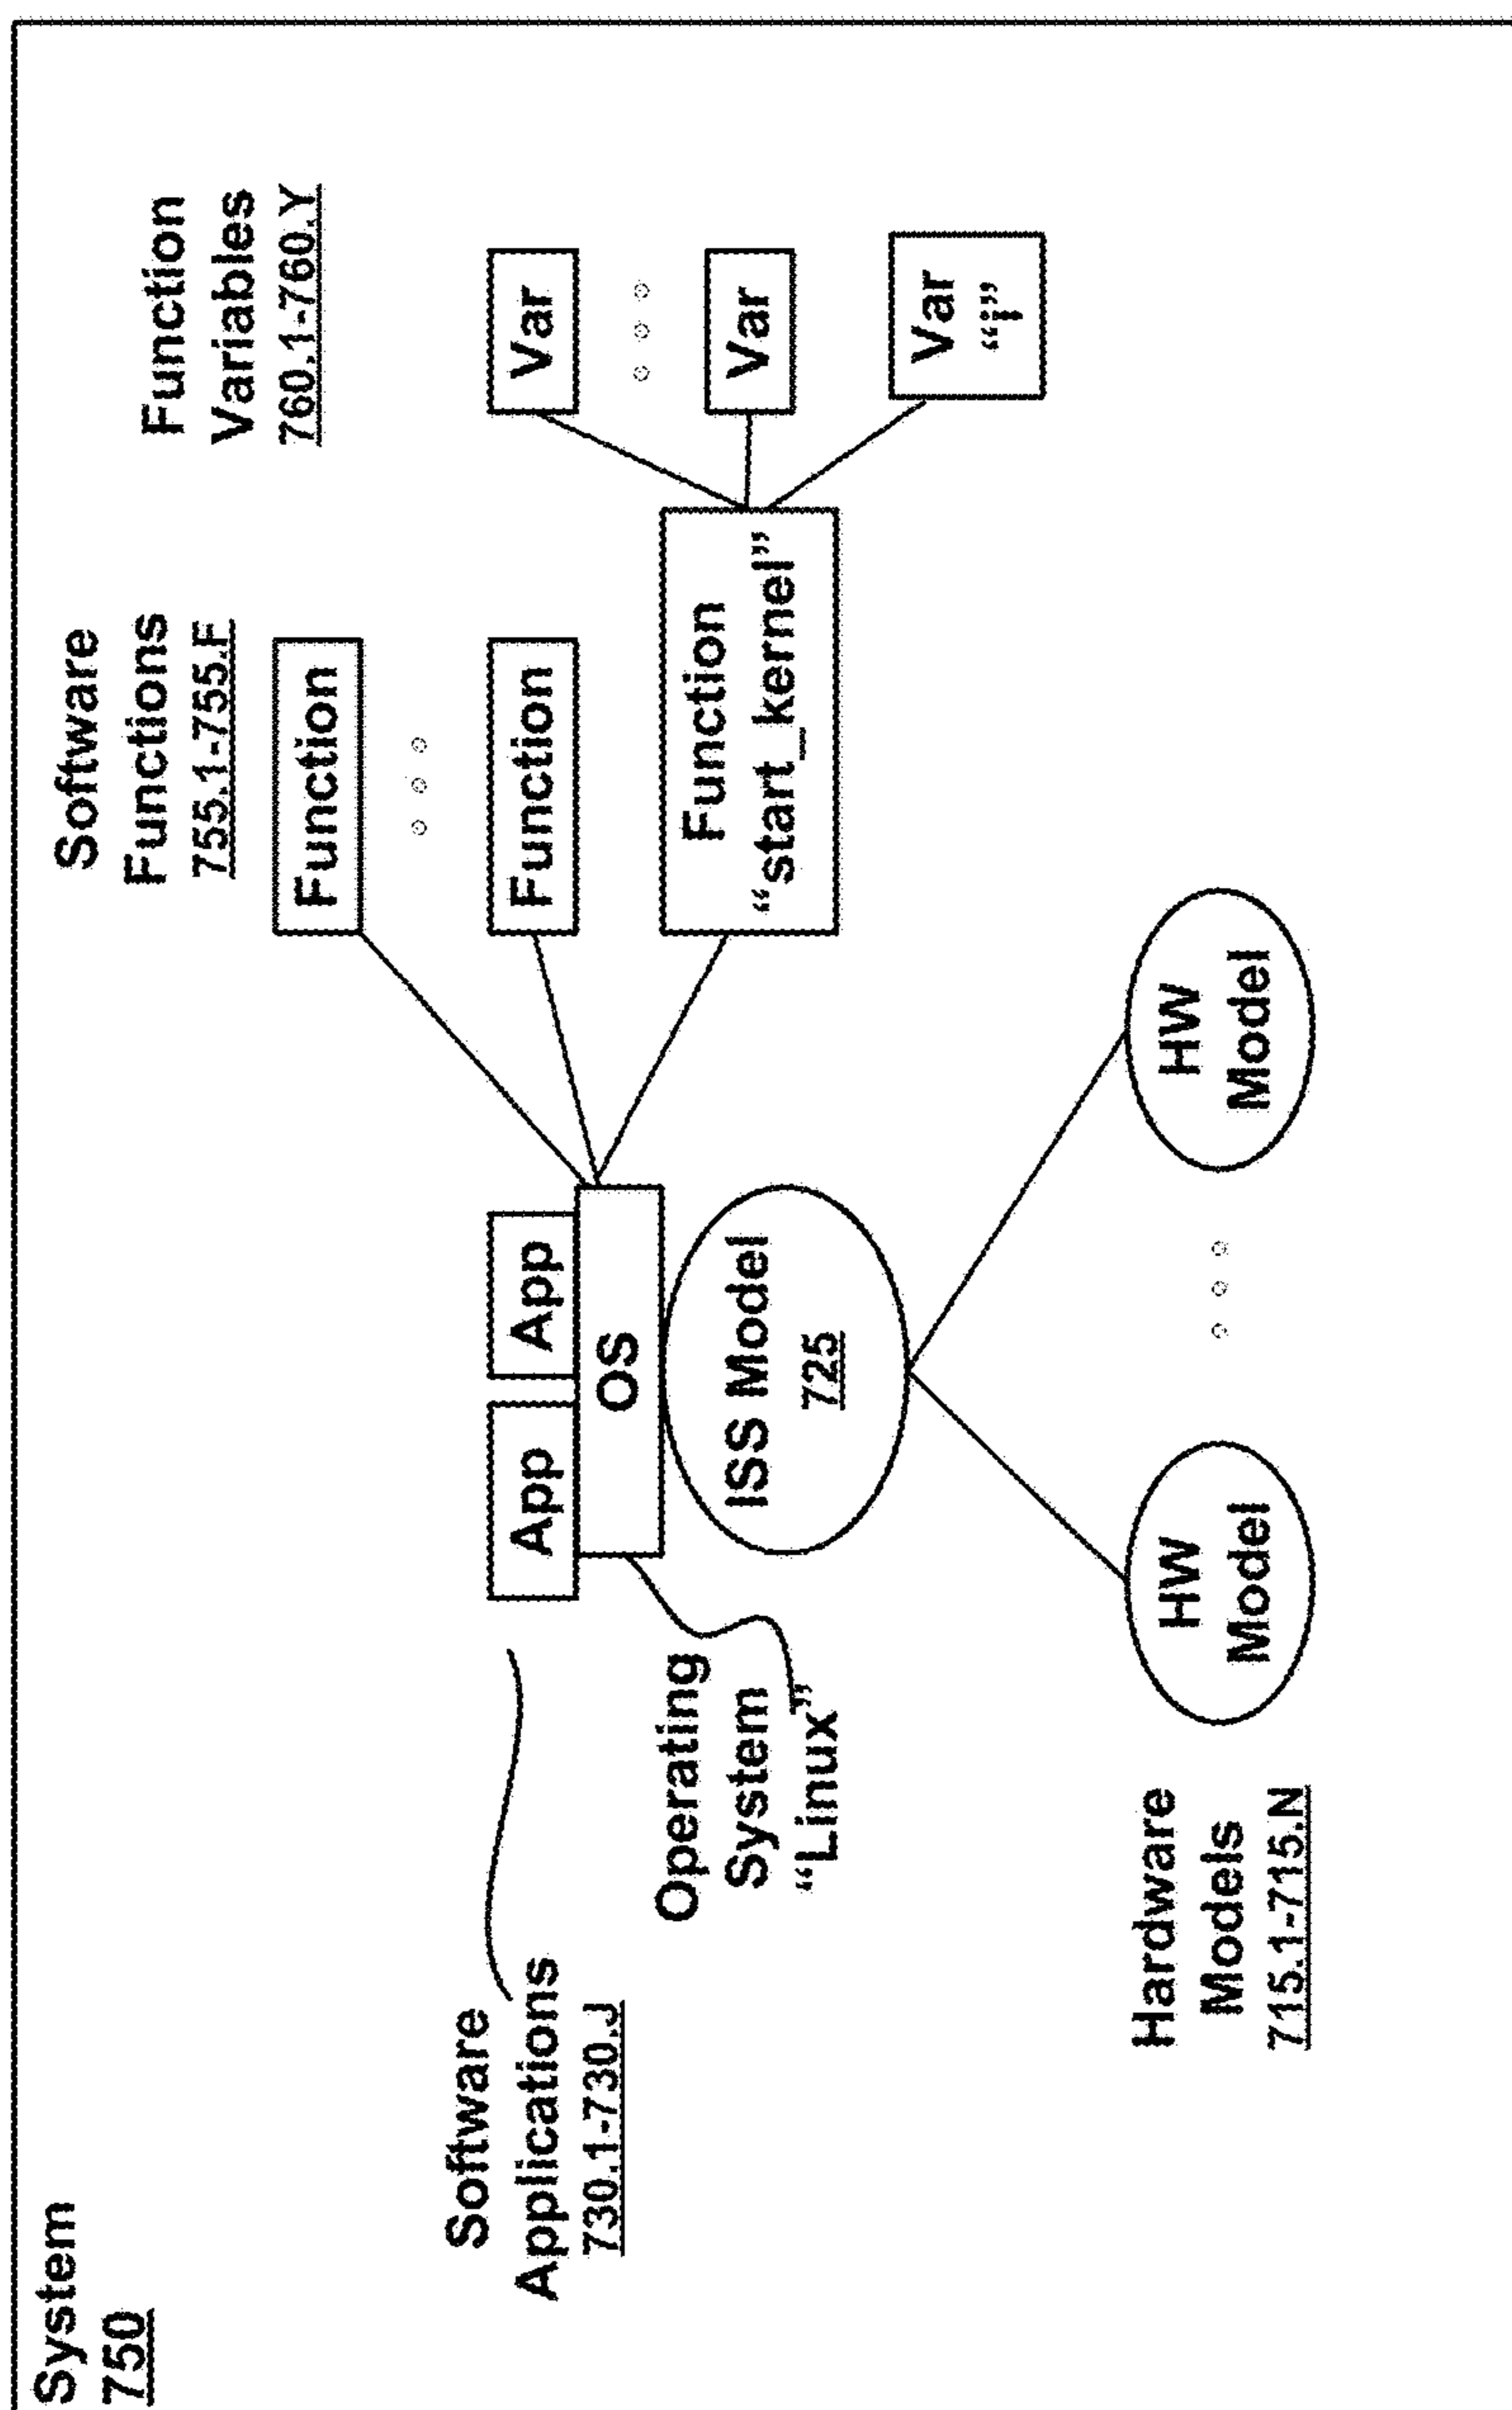 System
750
Software
Functions
755.1-755.F
Function
Variables
760.1-760.Y
Function
Function
Function
“start_kernel”
Var
Var
Var
“i”
Software
Applications
730.1-730.J
App
App
OS
Operating
System
“Linux”
ISS Model
725
Hardware
Models
715.1-715.N
HW
Model
HW
Model